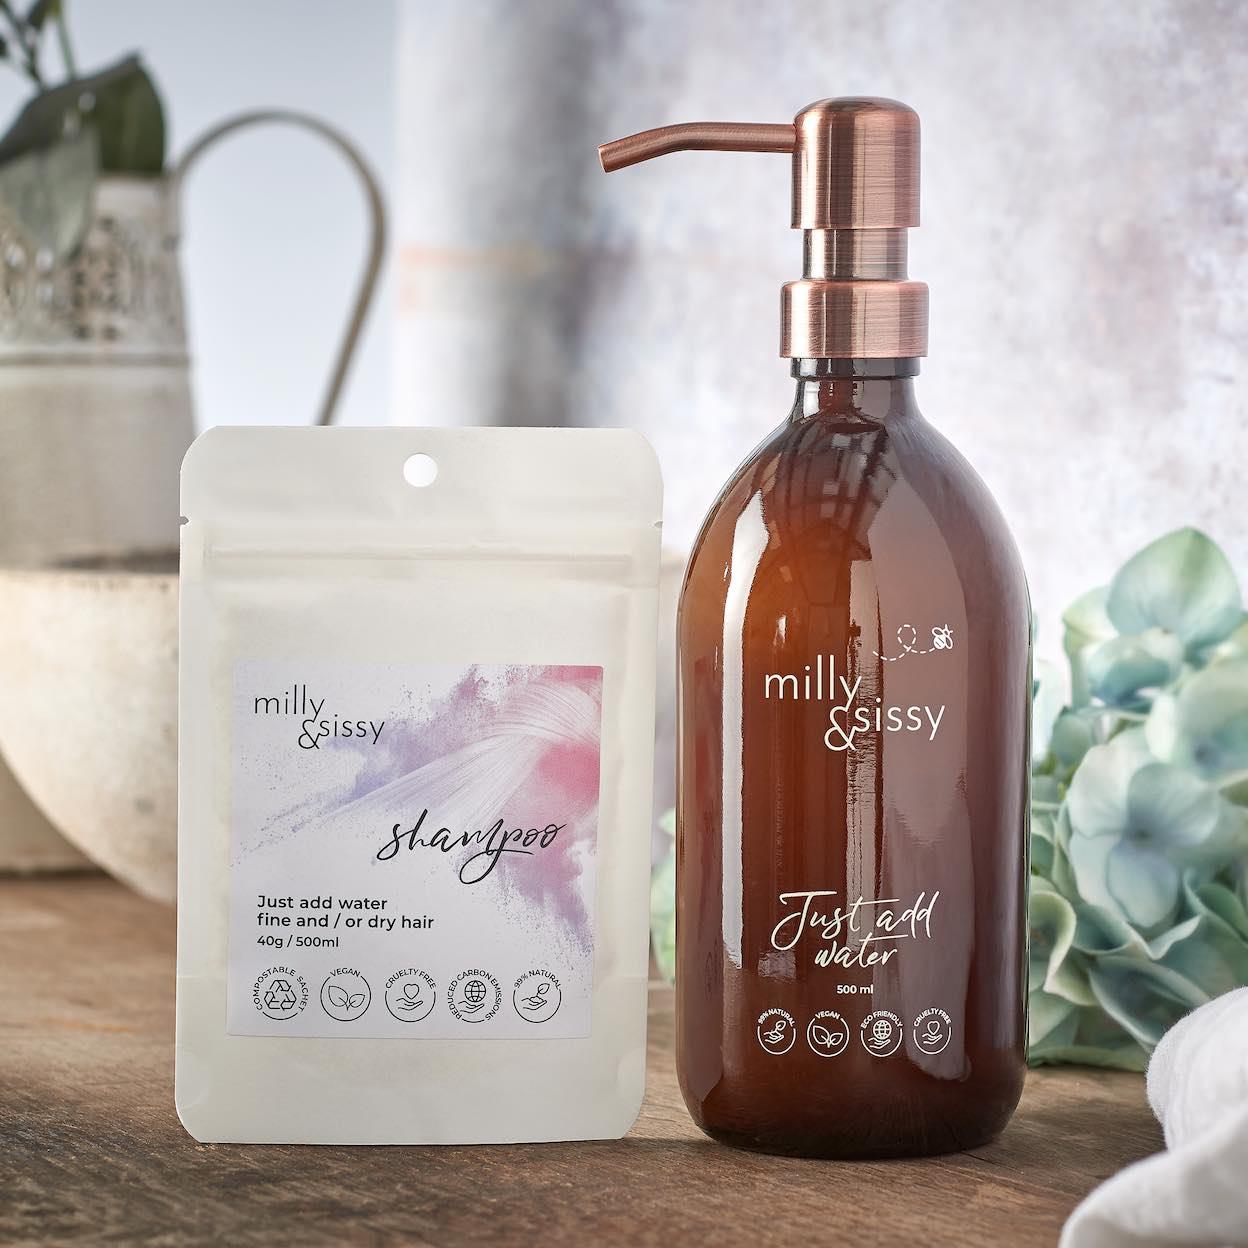 milly
&sissy
shampoo
Just add water
fine and / or dry hair
40g / 500ml
COMPOSTABLE SACHET
VEGAN
CRUELTY FREE
REDUCED CARBON EMISSIONS
99% NATURAL
milly
&sissy
Just add
water
500 ml
99% NATURAL
VEGAN
ECO FRIENDLY
CRUELTY FREE